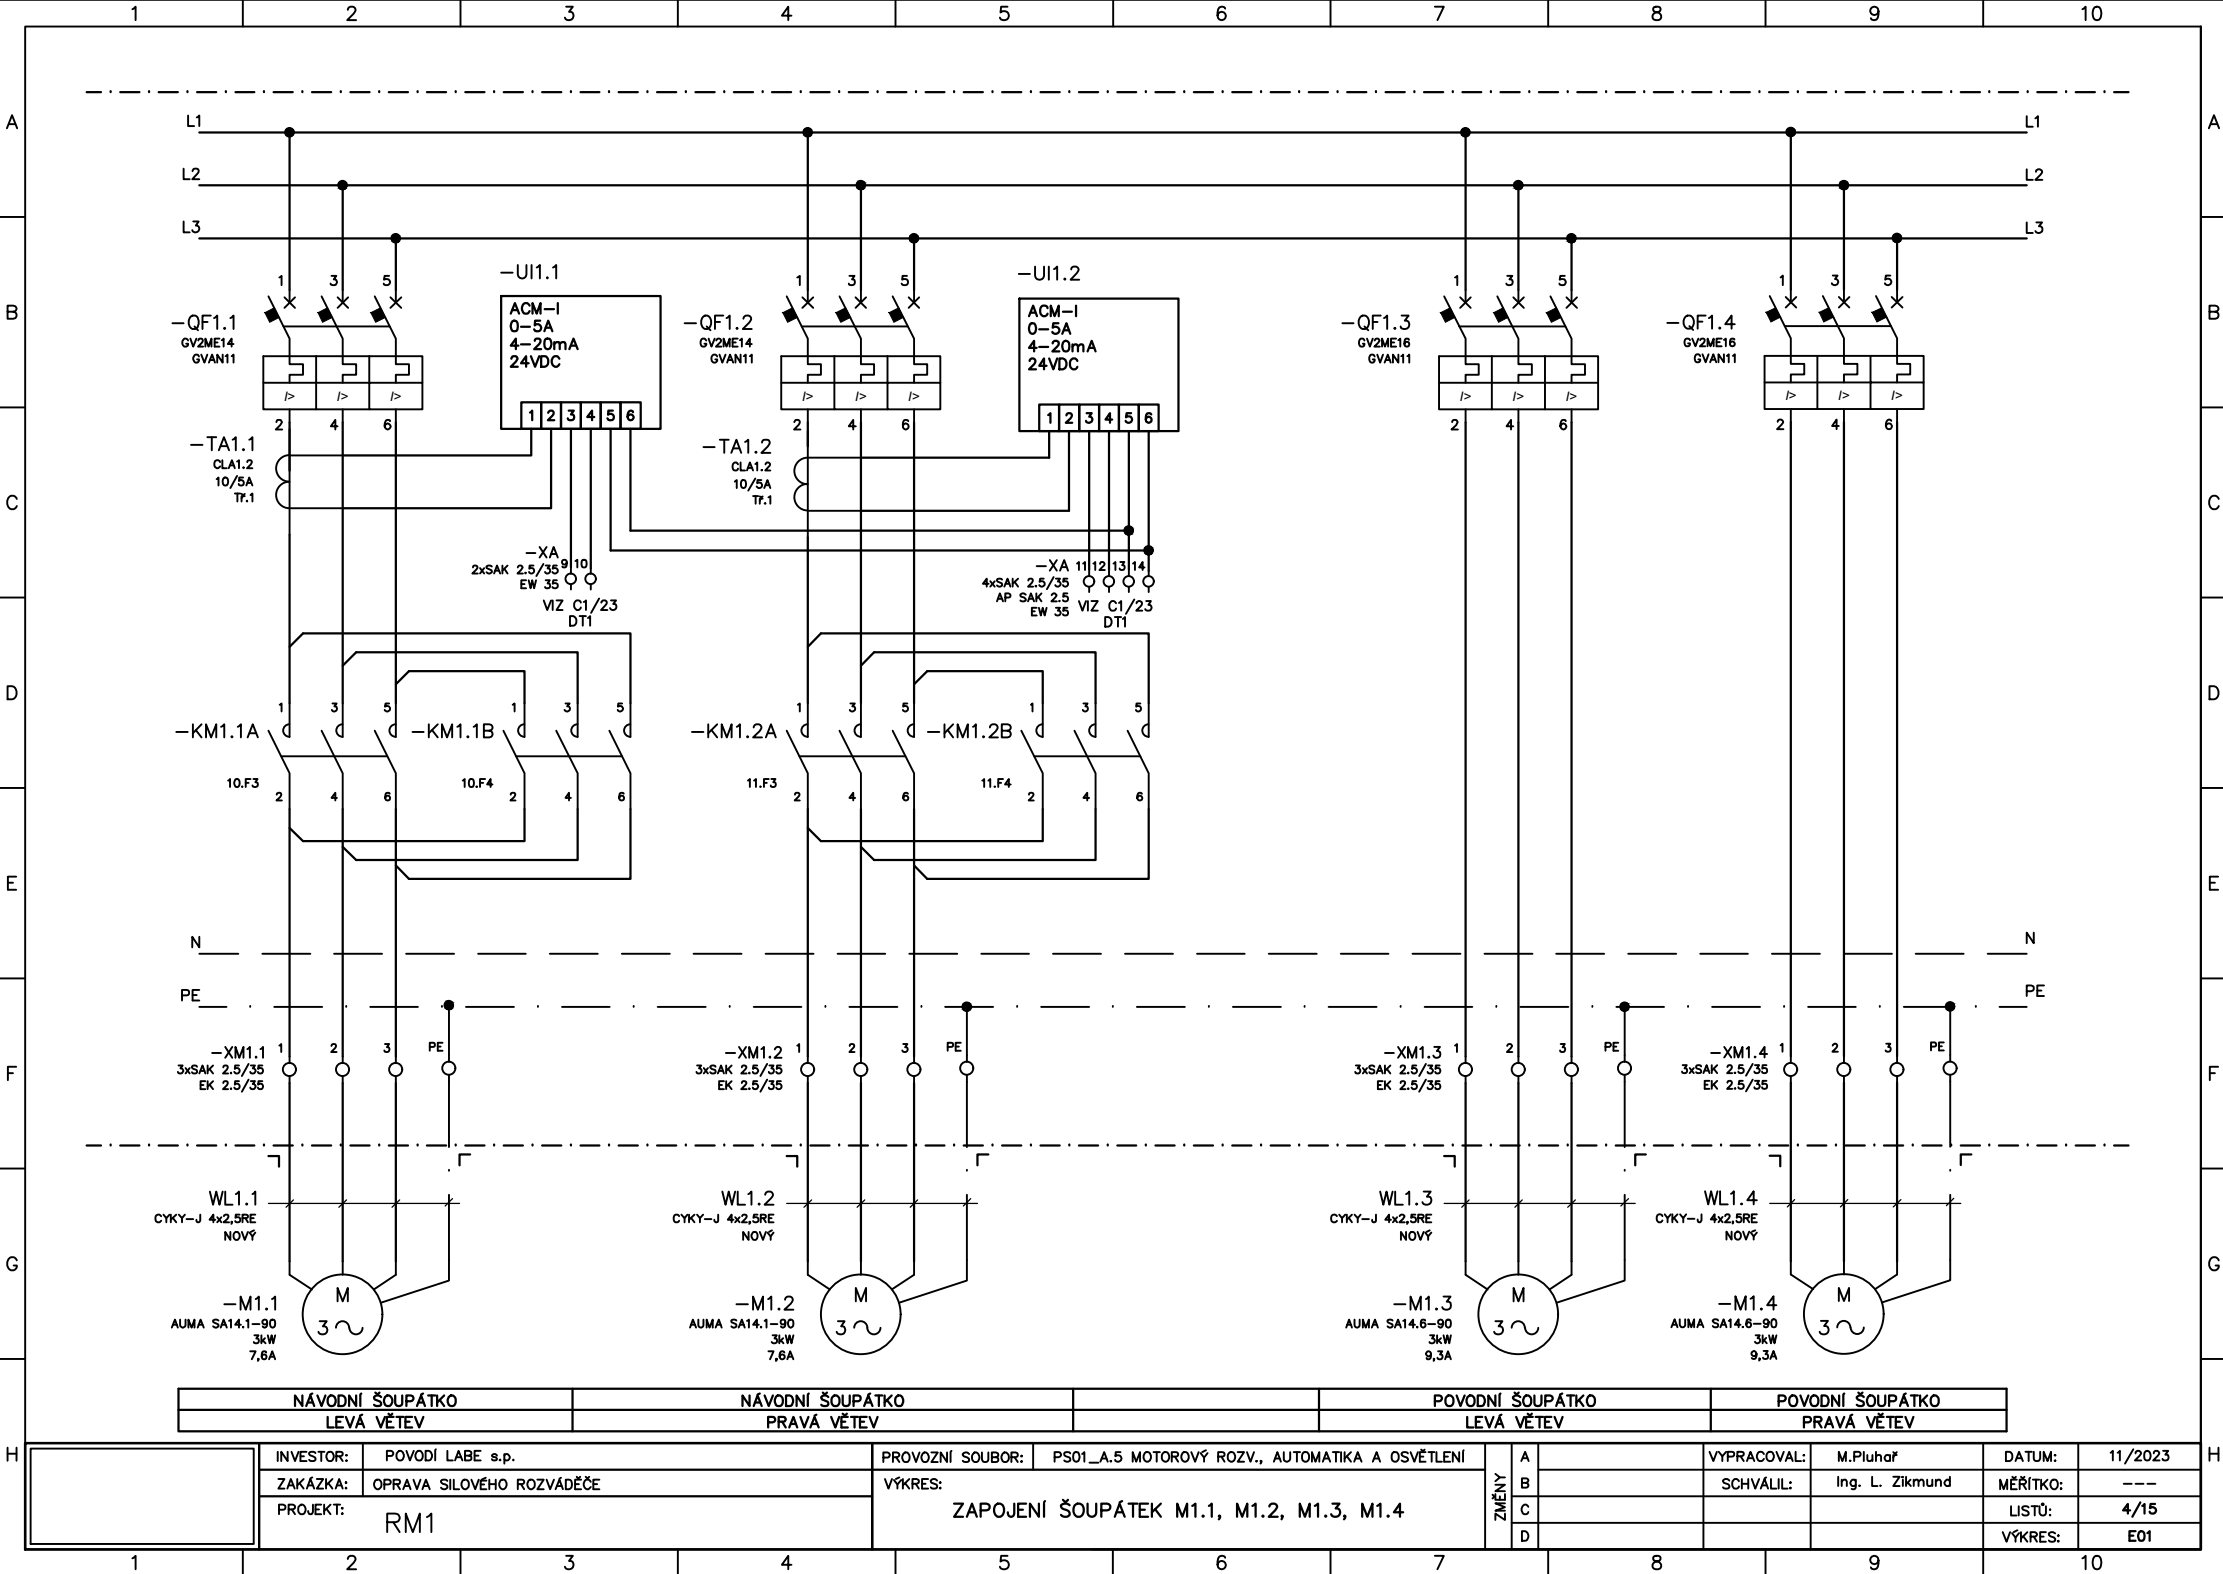 1 2 3 4 5 6 7 8 9 10
A A
L1 L1
L2 L2
L3 L3
1 3 5
-QF1.1
GV2ME14
GVAN11
I> I> I>
2 4 6
-UI1.1
ACM-I
0-5A
4-20mA
24VDC
1 2 3 4 5 6
-TA1.1
CLA1.2
10/5A
Tř.1
-XA 9 10
2xSAK 2.5/35
EW 35
VIZ C1/23
DT1
1 3 5
-QF1.2
GV2ME14
GVAN11
I> I> I>
2 4 6
-UI1.2
ACM-I
0-5A
4-20mA
24VDC
1 2 3 4 5 6
-TA1.2
CLA1.2
10/5A
Tř.1
-XA 11 12 13 14
4xSAK 2.5/35
AP SAK 2.5
EW 35
VIZ C1/23
DT1
1 3 5
-QF1.3
GV2ME16
GVAN11
I> I> I>
2 4 6
1 3 5
-QF1.4
GV2ME16
GVAN11
I> I> I>
2 4 6
B B
C C
D D
1 3 5 1 3 5 1 3 5 1 3 5
-KM1.1A -KM1.1B -KM1.2A -KM1.2B
10.F3 10.F4 11.F3 11.F4
2 4 6 2 4 6 2 4 6 2 4 6
E E
N N
PE PE
-XM1.1 1 2 3 PE
3xSAK 2.5/35
EK 2.5/35
-XM1.2 1 2 3 PE
3xSAK 2.5/35
EK 2.5/35
-XM1.3 1 2 3 PE
3xSAK 2.5/35
EK 2.5/35
-XM1.4 1 2 3 PE
3xSAK 2.5/35
EK 2.5/35
F F
WL1.1
CYKY-J 4x2,5RE
NOVÝ
WL1.2
CYKY-J 4x2,5RE
NOVÝ
WL1.3
CYKY-J 4x2,5RE
NOVÝ
WL1.4
CYKY-J 4x2,5RE
NOVÝ
G G
-M1.1
AUMA SA14.1-90
3kW
7,6A
M
3
-M1.2
AUMA SA14.1-90
3kW
7,6A
M
3
-M1.3
AUMA SA14.6-90
3kW
9,3A
M
3
-M1.4
AUMA SA14.6-90
3kW
9,3A
M
3
NÁVODNÍ ŠOUPÁTKO NÁVODNÍ ŠOUPÁTKO POVODNÍ ŠOUPÁTKO POVODNÍ ŠOUPÁTKO
LEVÁ VĚTEV PRAVÁ VĚTEV LEVÁ VĚTEV PRAVÁ VĚTEV
H H
INVESTOR: POVODÍ LABE s.p.
ZAKÁZKA: OPRAVA SILOVÉHO ROZVÁDĚČE
PROJEKT: RM1
PROVOZNÍ SOUBOR: PS01_A.5 MOTOROVÝ ROZV., AUTOMATIKA A OSVĚTLENÍ
VÝKRES:
ZAPOJENÍ ŠOUPÁTEK M1.1, M1.2, M1.3, M1.4
ZMĚNY
A
B
C
D
VYPRACOVAL: M.Pluhař
SCHVÁLIL: Ing. L. Zikmund
DATUM: 11/2023
MĚŘÍTKO: ---
LISTŮ: 4/15
VÝKRES: E01
1 2 3 4 5 6 7 8 9 10